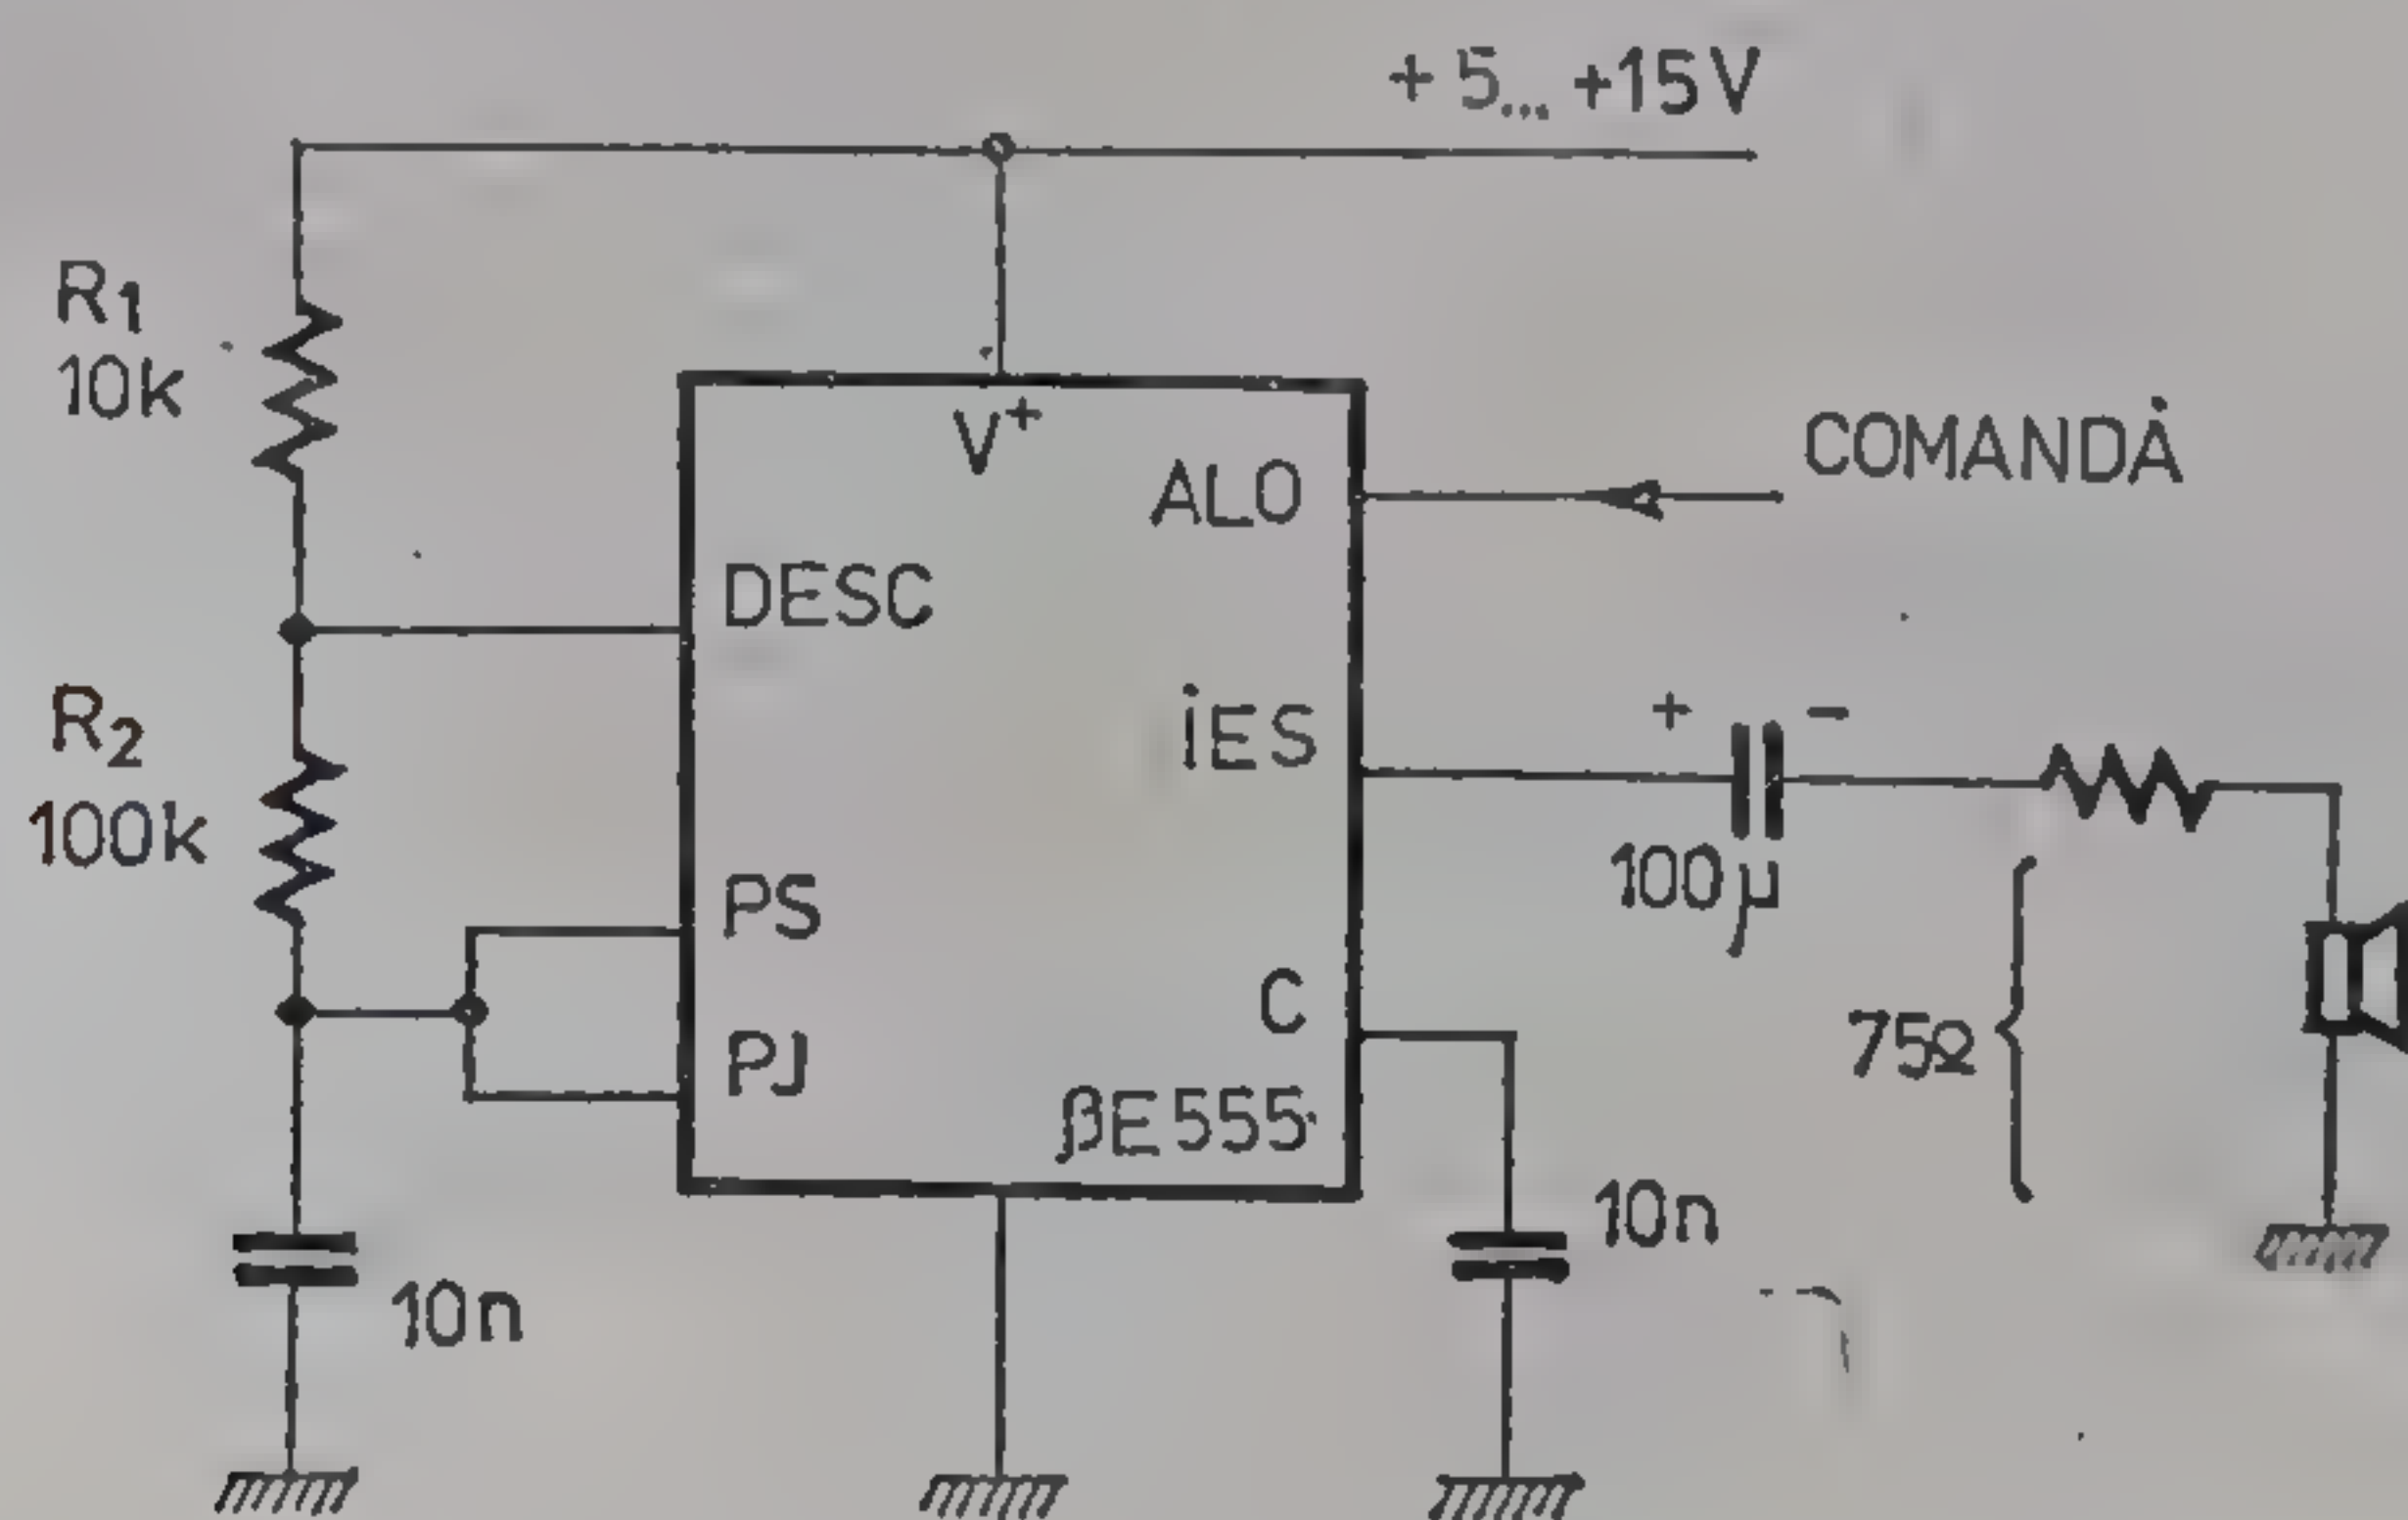 + 5... +15V
R1
10k
V+
ALO
COMANDĂ
DESC
iES
+ -
R2
100k
100µ
PS
C
75Ω
PJ
βE555
10n
10n